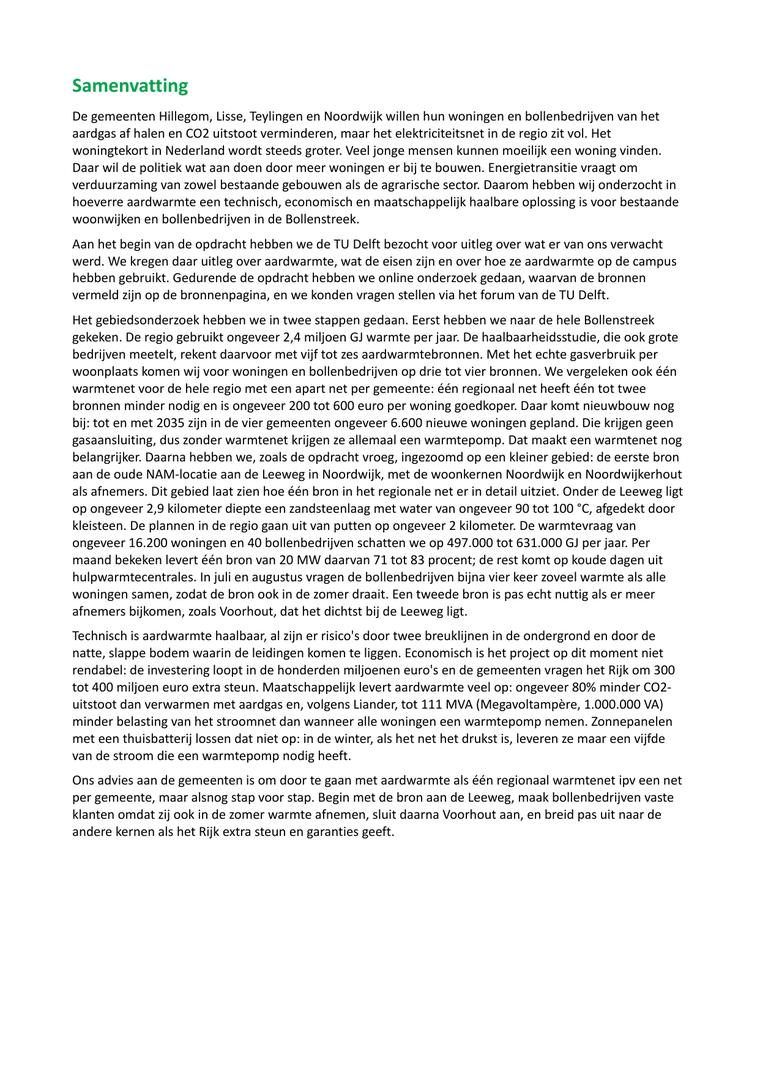 Samenvatting
De gemeenten Hillegom, Lisse, Teylingen en Noordwijk willen hun woningen en bollenbedrijven van het
aardgas af halen en CO2 uitstoot verminderen, maar het elektriciteitsnet in de regio zit vol. Het
woningtekort in Nederland wordt steeds groter. Veel jonge mensen kunnen moeilijk een woning vinden.
Daar wil de politiek wat aan doen door meer woningen er bij te bouwen. Energietransitie vraagt om
verduurzaming van zowel bestaande gebouwen als de agrarische sector. Daarom hebben wij onderzocht in
hoeverre aardwarmte een technisch, economisch en maatschappelijk haalbare oplossing is voor bestaande
woonwijken en bollenbedrijven in de Bollenstreek.
Aan het begin van de opdracht hebben we de TU Delft bezocht voor uitleg over wat er van ons verwacht
werd. We kregen daar uitleg over aardwarmte, wat de eisen zijn en over hoe ze aardwarmte op de campus
hebben gebruikt. Gedurende de opdracht hebben we online onderzoek gedaan, waarvan de bronnen
vermeld zijn op de bronnenpagina, en we konden vragen stellen via het forum van de TU Delft.
Het gebiedsonderzoek hebben we in twee stappen gedaan. Eerst hebben we naar de hele Bollenstreek
gekeken. De regio gebruikt ongeveer 2,4 miljoen GJ warmte per jaar. De haalbaarheidsstudie, die ook grote
bedrijven meetelt, rekent daarvoor met vijf tot zes aardwarmtebronnen. Met het echte gasverbruik per
woonplaats komen wij voor woningen en bollenbedrijven op drie tot vier bronnen. We vergeleken ook één
warmtenet voor de hele regio met een apart net per gemeente: één regionaal net heeft één tot twee
bronnen minder nodig en is ongeveer 200 tot 600 euro per woning goedkoper. Daar komt nieuwbouw nog
bij: tot en met 2035 zijn in de vier gemeenten ongeveer 6.600 nieuwe woningen gepland. Die krijgen geen
gasaansluiting, dus zonder warmtenet krijgen ze allemaal een warmtepomp. Dat maakt een warmtenet nog
belangrijker. Daarna hebben we, zoals de opdracht vroeg, ingezoomd op een kleiner gebied: de eerste bron
aan de oude NAM-locatie aan de Leeweg in Noordwijk, met de woonkernen Noordwijk en Noordwijkerhout
als afnemers. Dit gebied laat zien hoe één bron in het regionale net er in detail uitziet. Onder de Leeweg ligt
op ongeveer 2,9 kilometer diepte een zandsteenlaag met water van ongeveer 90 tot 100 °C, afgedekt door
kleisteen. De plannen in de regio gaan uit van putten op ongeveer 2 kilometer. De warmtevraag van
ongeveer 16.200 woningen en 40 bollenbedrijven schatten we op 497.000 tot 631.000 GJ per jaar. Per
maand bekeken levert één bron van 20 MW daarvan 71 tot 83 procent; de rest komt op koude dagen uit
hulpwarmtecentrales. In juli en augustus vragen de bollenbedrijven bijna vier keer zoveel warmte als alle
woningen samen, zodat de bron ook in de zomer draait. Een tweede bron is pas echt nuttig als er meer
afnemers bijkomen, zoals Voorhout, dat het dichtst bij de Leeweg ligt.
Technisch is aardwarmte haalbaar, al zijn er risico's door twee breuklijnen in de ondergrond en door de
natte, slappe bodem waarin de leidingen komen te liggen. Economisch is het project op dit moment niet
rendabel: de investering loopt in de honderden miljoenen euro's en de gemeenten vragen het Rijk om 300
tot 400 miljoen euro extra steun. Maatschappelijk levert aardwarmte veel op: ongeveer 80% minder CO2-
uitstoot dan verwarmen met aardgas en, volgens Liander, tot 111 MVA (Megavoltampère, 1.000.000 VA)
minder belasting van het stroomnet dan wanneer alle woningen een warmtepomp nemen. Zonnepanelen
met een thuisbatterij lossen dat niet op: in de winter, als het net het drukst is, leveren ze maar een vijfde
van de stroom die een warmtepomp nodig heeft.
Ons advies aan de gemeenten is om door te gaan met aardwarmte als één regionaal warmtenet ipv een net
per gemeente, maar alsnog stap voor stap. Begin met de bron aan de Leeweg, maak bollenbedrijven vaste
klanten omdat zij ook in de zomer warmte afnemen, sluit daarna Voorhout aan, en breid pas uit naar de
andere kernen als het Rijk extra steun en garanties geeft.